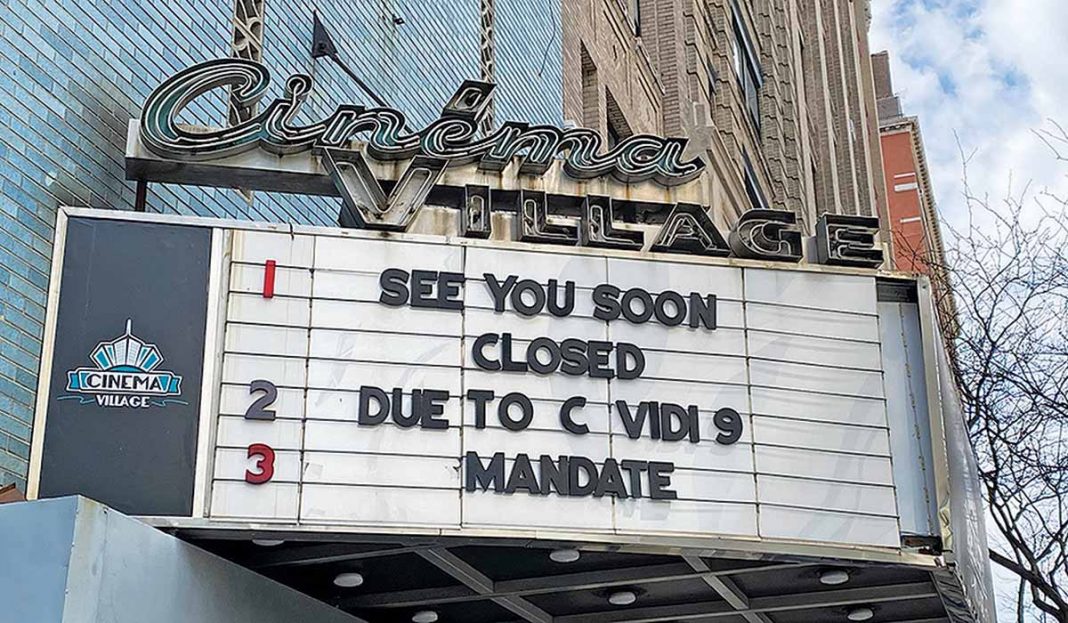 Cinéma
VILLAGE
CINEMA
VILLAGE
1 SEE YOU SOON
CLOSED
2 DUE TO C VIDI 9
3 MANDATE